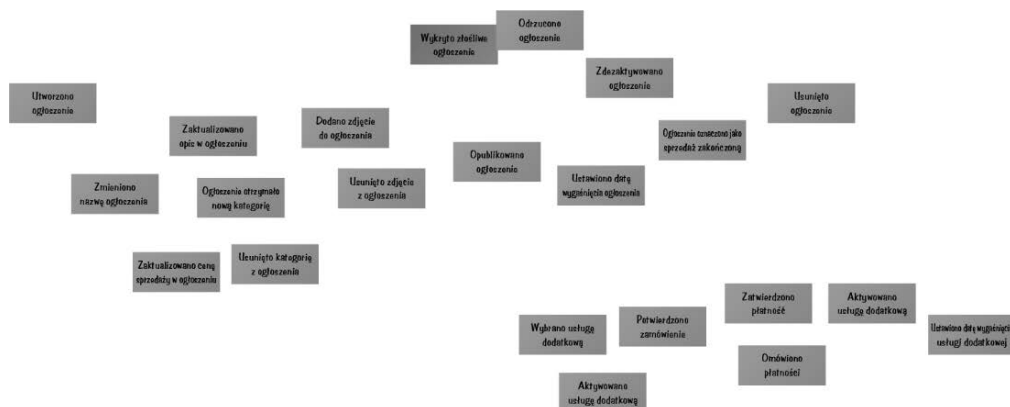 Wykryto złośliwe
ogłoszenie
Odrzucono
ogłoszenie
Zdezaktywowano
ogłoszenie
Utworzono
ogłoszenie
Usunięto
ogłoszenie
Zaktualizowano
opis w ogłoszeniu
Dodano zdjęcie
do ogłoszenia
Ogłoszenie oznaczono jako
sprzedaż zakończoną
Opublikowano
ogłoszenie
Zmieniono
nazwę ogłoszenia
Ogłoszenie otrzymało
nową kategorię
Usunięto zdjęcie
z ogłoszenia
Ustawiono datę
wygaśnięcia ogłoszenia
Zaktualizowano cenę
sprzedaży w ogłoszeniu
Usunięto kategorię
z ogłoszenia
Wybrano usługę
dodatkową
Potwierdzono
zamówienie
Zatwierdzono
płatność
Aktywowano
usługę dodatkową
Ustawiono datę wygaśnięcia
usługi dodatkowej
Omówiono
płatności
Aktywowano
usługę dodatkową